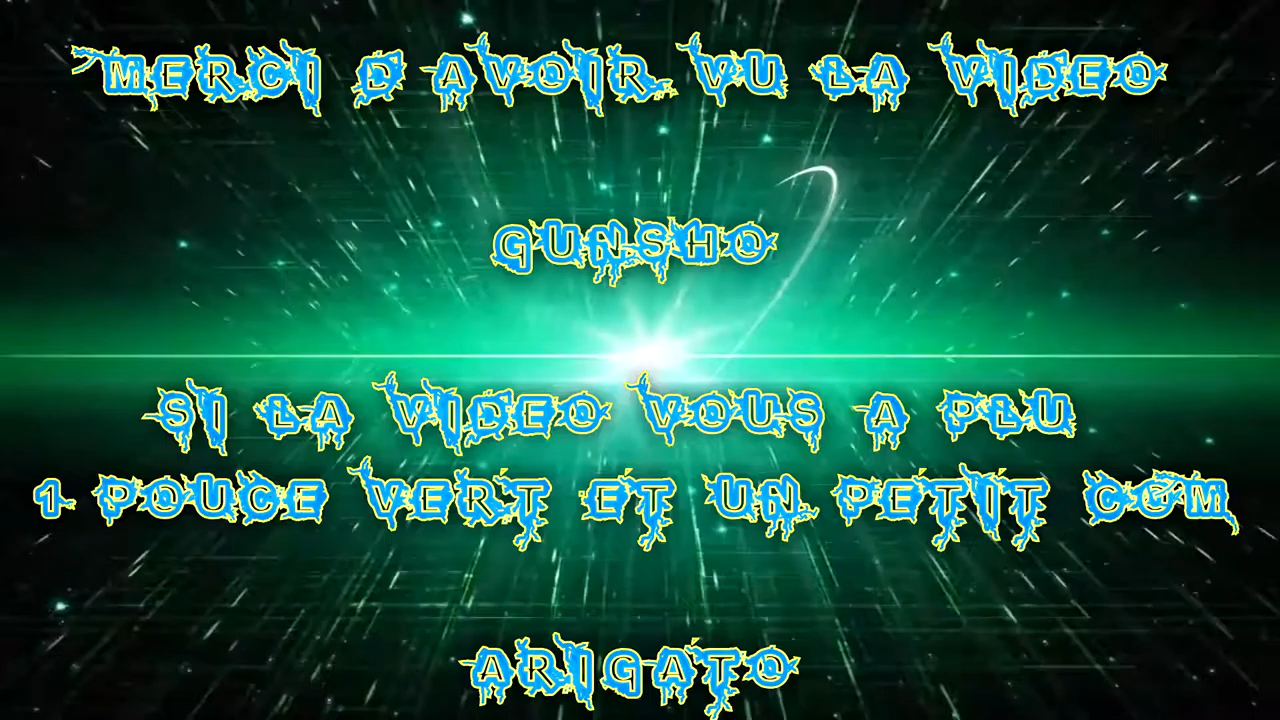 MERCI D AVOIR VU LA VIDEO
GUNSHO
SI LA VIDEO VOUS A PLU
1 POUCE VERT ET UN PETIT COM
ARIGATO